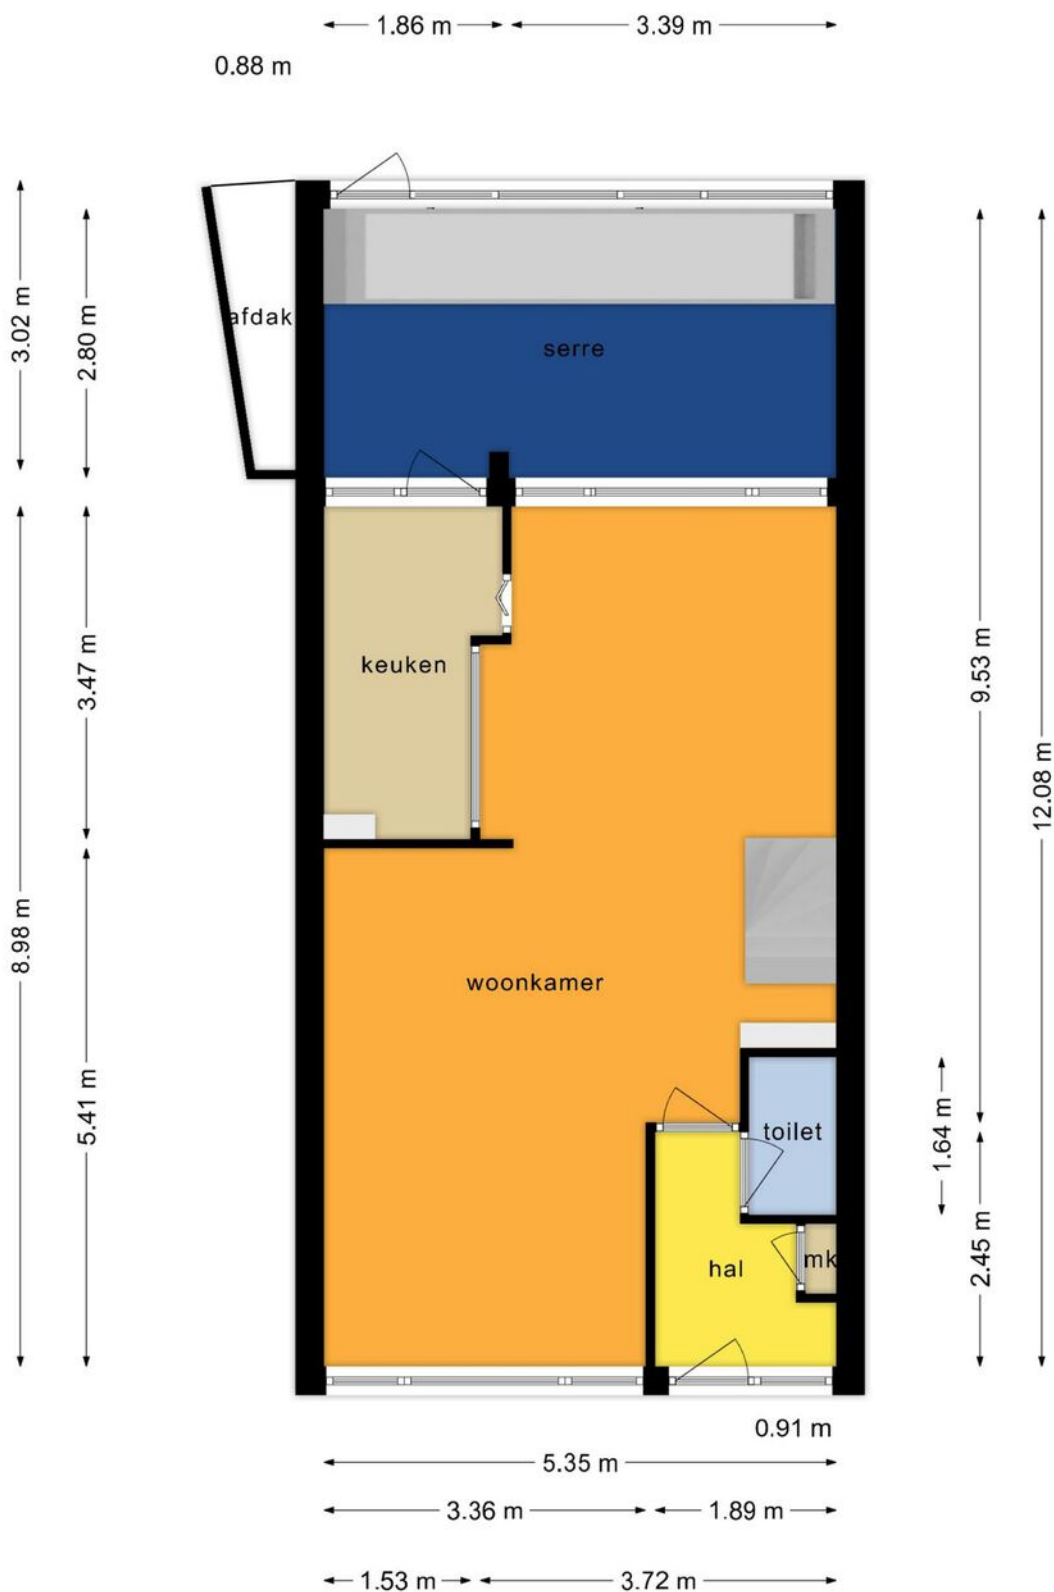 1.86 m
3.39 m
0.88 m
3.02 m
2.80 m
afdak
serre
3.47 m
keuken
9.53 m
12.08 m
8.98 m
woonkamer
5.41 m
1.64 m
toilet
2.45 m
hal
mk
0.91 m
5.35 m
3.36 m
1.89 m
1.53 m
3.72 m